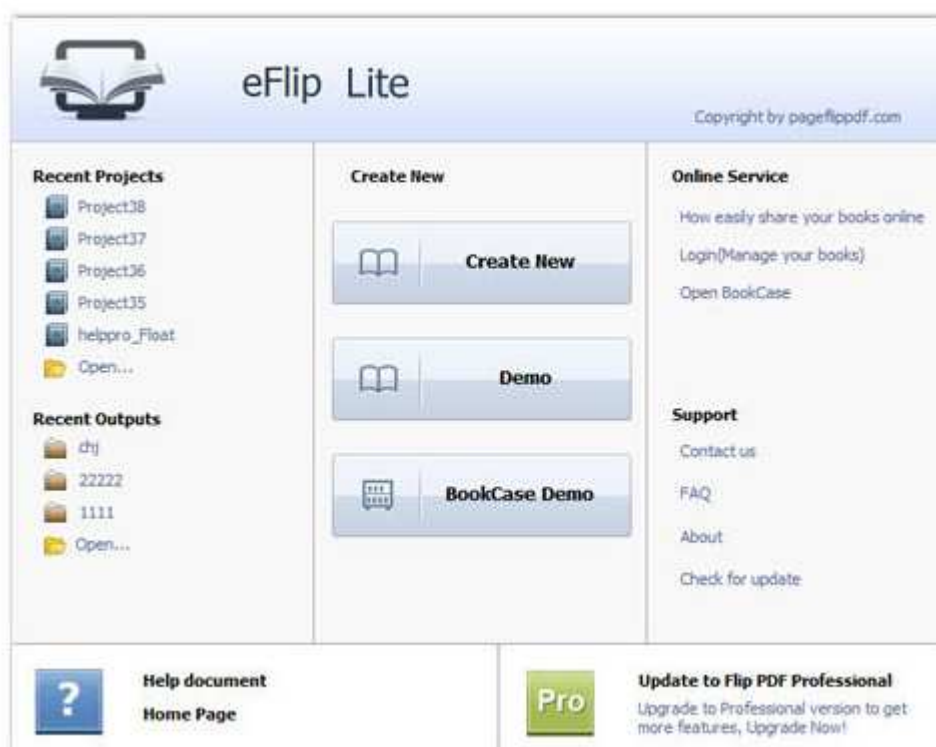 eFlip Lite
Copyright by pageflippdf.com
Recent Projects
Project38
Project37
Project36
Project35
helppro_Float
Open...
Recent Outputs
chj
22222
1111
Open...
Create New
Create New
Demo
BookCase Demo
Online Service
How easily share your books online
Login(Manage your books)
Open BookCase
Support
Contact us
FAQ
About
Check for update
?
Help document
Home Page
Pro
Update to Flip PDF Professional
Upgrade to Professional version to get
more features, Upgrade Now!